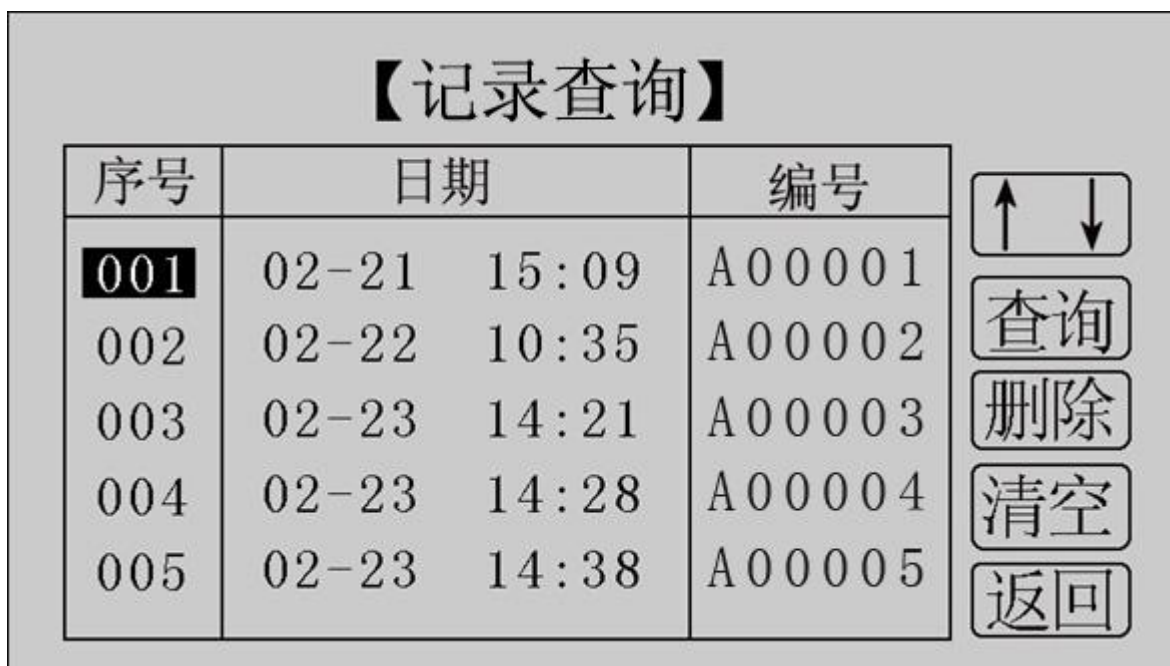 【记录查询】
序号 日期 编号
001 02-21 15:09 A00001
002 02-22 10:35 A00002
003 02-23 14:21 A00003
004 02-23 14:28 A00004
005 02-23 14:38 A00005
↑ ↓
查询
删除
清空
返回